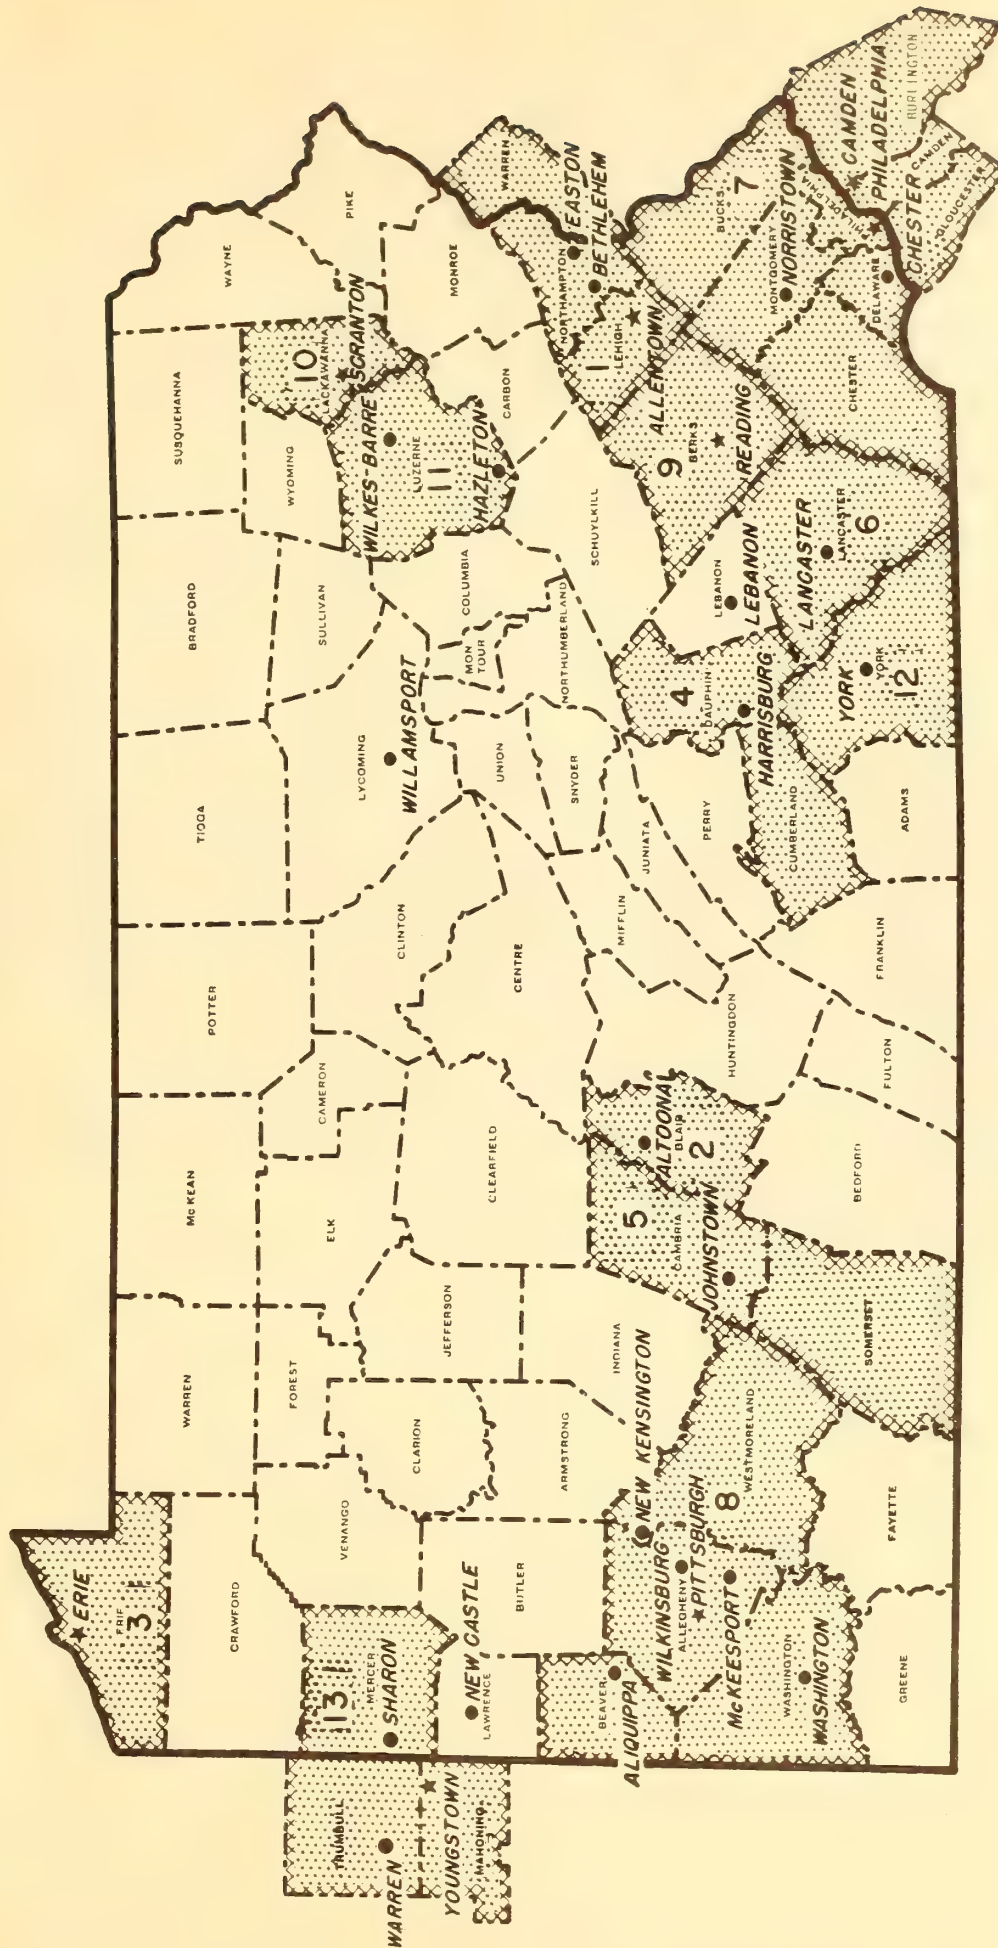 ERIE
ERIE
3
CRAWFORD
WARREN
McKEAN
POTTER
TIOGA
BRADFORD
SUSQUEHANNA
WAYNE
PIKE
WYOMING
10
LACKAWANNA
SCRANTON
WILKES-BARRE
LUZERNE
11
HAZLETON
MONROE
CARBON
SULLIVAN
COLUMBIA
MON
TOUR
NORTHUMBERLAND
LYCOMING
WILLAMSPORT
UNION
SNYDER
CLINTON
CENTRE
CAMERON
ELK
FOREST
VENANGO
CLARION
JEFFERSON
CLEARFIELD
13
MERCER
SHARON
TRUMBULL
WARREN
YOUNGSTOWN
MAHONING
NEW CASTLE
LAWRENCE
BUTLER
ARMSTRONG
INDIANA
BEAVER
ALIQUIPPA
NEW KENSINGTON
WILKINSBURG
ALLEGHENY
PITTSBURGH
McKEESPORT
8
WESTMORELAND
WASHINGTON
WASHINGTON
GREENE
FAYETTE
SOMERSET
5
CAMBRIA
JOHNSTOWN
ALTOONAL
BLAIR
2
BEDFORD
HUNTINGDON
FULTON
FRANKLIN
MIFFLIN
JUNIATA
PERRY
CUMBERLAND
ADAMS
4
DAUPHIN
HARRISBURG
YORK
YORK
12
LEBANON
LEBANON
LANCASTER
LANCASTER
6
SCHUYLKILL
9
BERKS
READING
1
LEHIGH
ALLENTOWN
NORTHAMPTON
EASTON
BETHLEHEM
WARREN
BUCKS
7
MONTGOMERY
NORRISTOWN
CHESTER
DELAWARE
CHESTER
PHILADELPHIA
PHILADELPHIA
CAMDEN
CAMDEN
BURLINGTON
GLOUCESTER